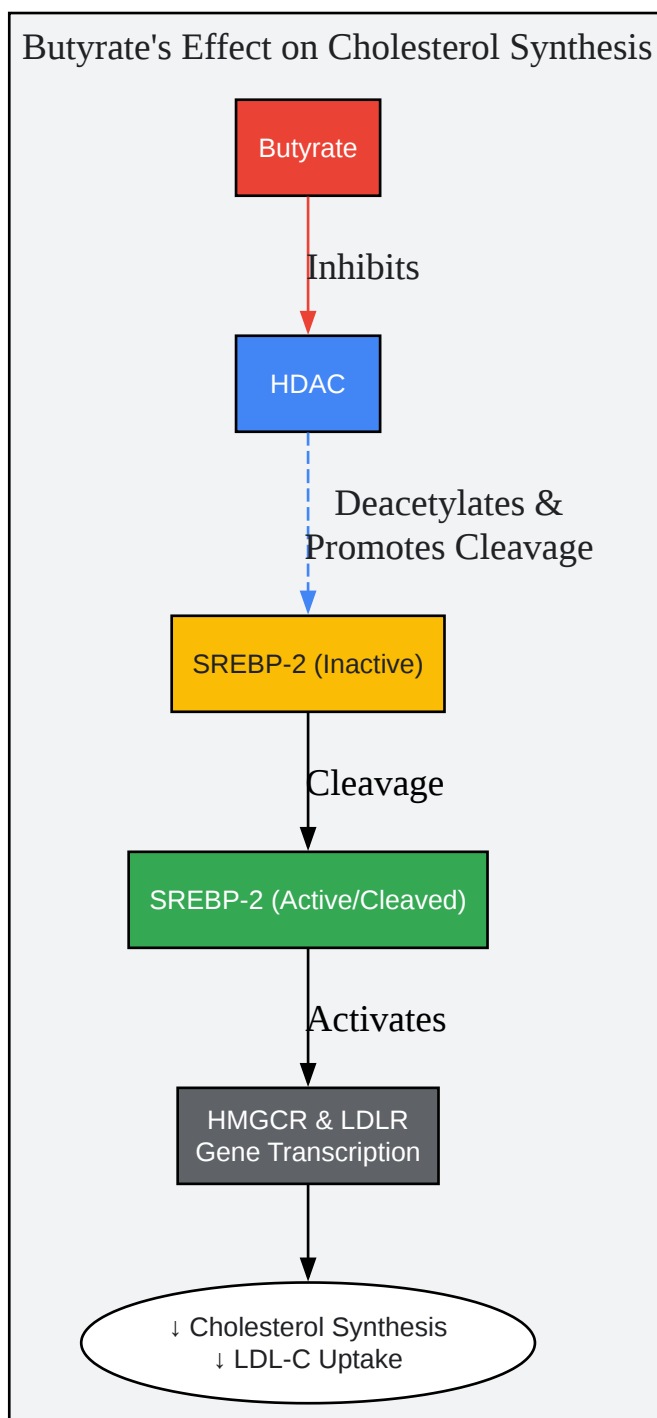 Butyrate's Effect on Cholesterol Synthesis
Butyrate
Inhibits
HDAC
Deacetylates &
Promotes Cleavage
SREBP-2 (Inactive)
Cleavage
SREBP-2 (Active/Cleaved)
Activates
HMGCR & LDLR
Gene Transcription
↓ Cholesterol Synthesis
↓ LDL-C Uptake